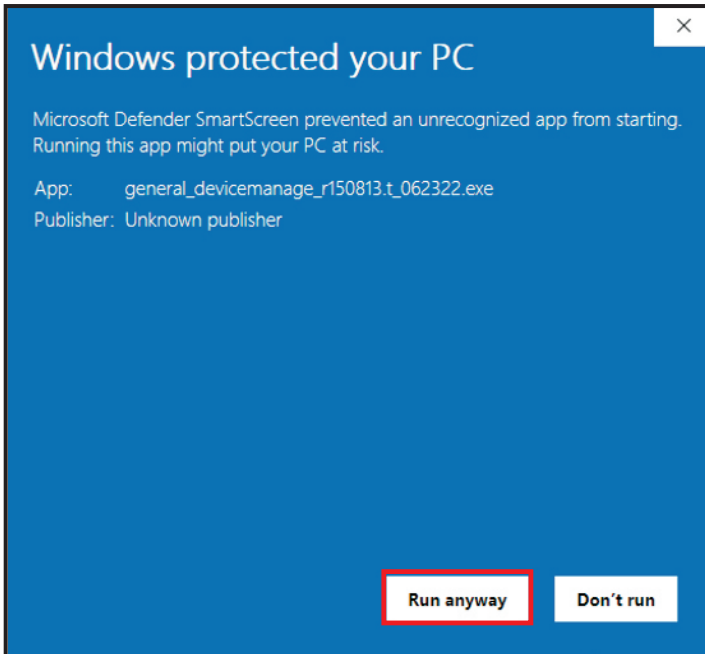 Windows protected your PC
Microsoft Defender SmartScreen prevented an unrecognized app from starting.
Running this app might put your PC at risk.
App: general_devicemanage_r150813.t_062322.exe
Publisher: Unknown publisher
Run anyway Don't run